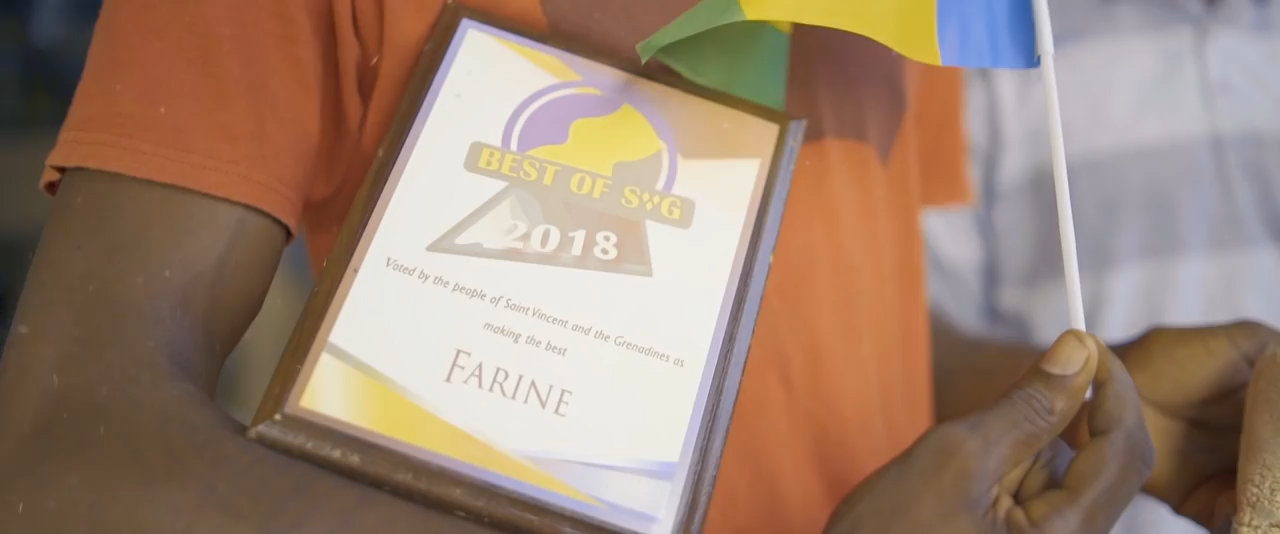 BEST OF SVG
2018
Voted by the people of Saint Vincent and the Grenadines as
making the best
FARINE